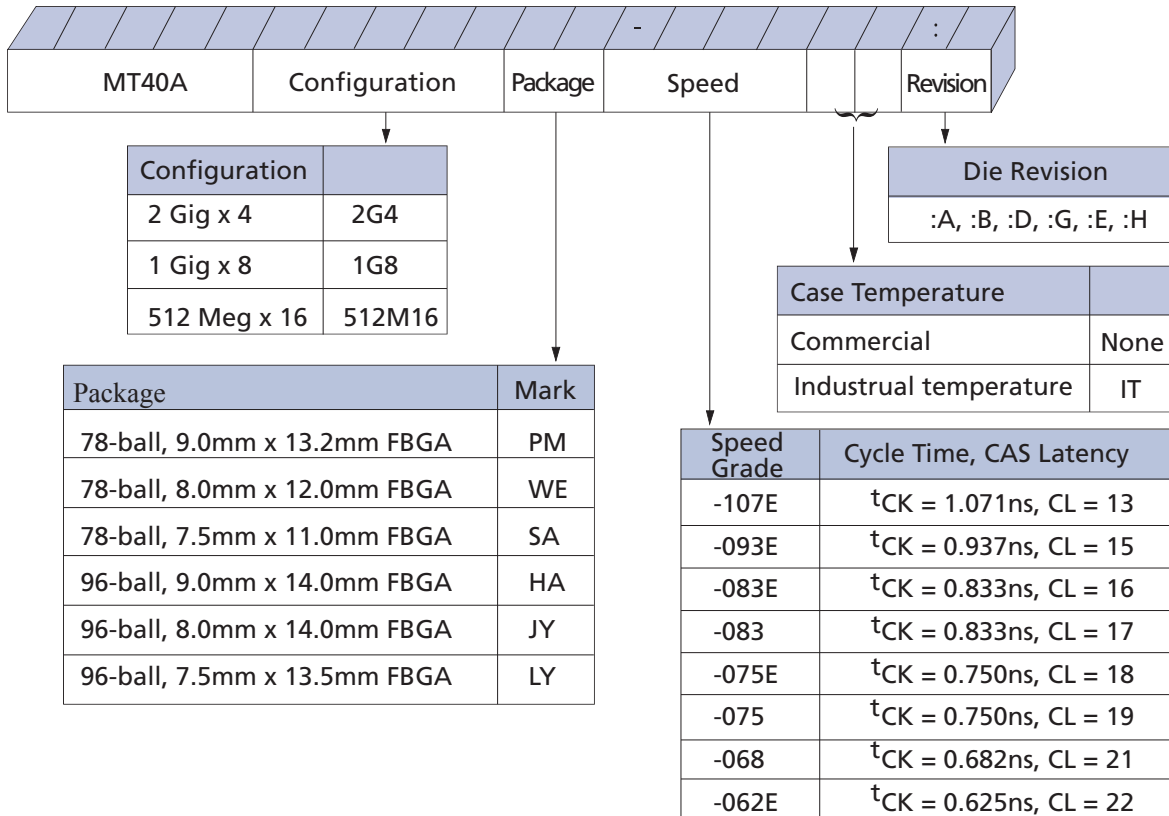 - :
MT40A Configuration Package Speed Revision
Configuration
2 Gig x 4 2G4
1 Gig x 8 1G8
512 Meg x 16 512M16
Package Mark
78-ball, 9.0mm x 13.2mm FBGA PM
78-ball, 8.0mm x 12.0mm FBGA WE
78-ball, 7.5mm x 11.0mm FBGA SA
96-ball, 9.0mm x 14.0mm FBGA HA
96-ball, 8.0mm x 14.0mm FBGA JY
96-ball, 7.5mm x 13.5mm FBGA LY
Die Revision
:A, :B, :D, :G, :E, :H
Case Temperature
Commercial None
Industrual temperature IT
Speed
Grade
Cycle Time, CAS Latency
-107E tCK = 1.071ns, CL = 13
-093E tCK = 0.937ns, CL = 15
-083E tCK = 0.833ns, CL = 16
-083 tCK = 0.833ns, CL = 17
-075E tCK = 0.750ns, CL = 18
-075 tCK = 0.750ns, CL = 19
-068 tCK = 0.682ns, CL = 21
-062E tCK = 0.625ns, CL = 22